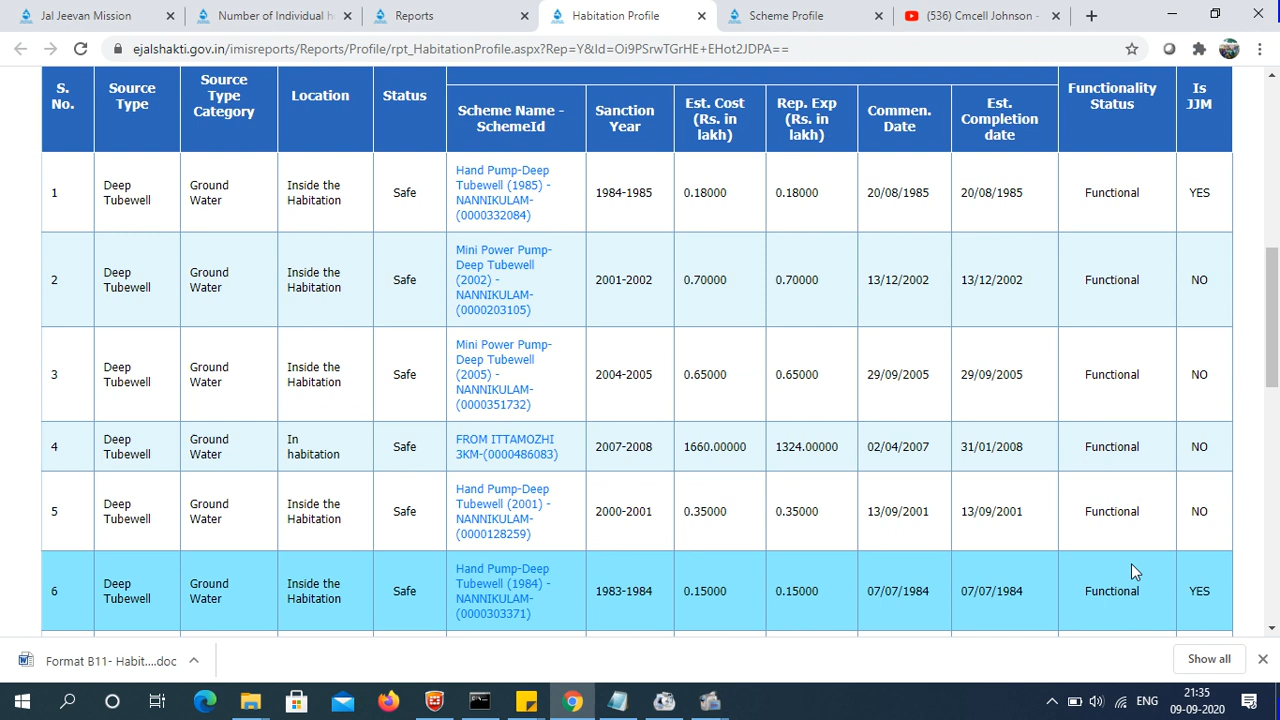 Jal Jeevan Mission
Number of Individual h
Reports
Habitation Profile
Scheme Profile
(536) Cmcell Johnson -
ejalshakti.gov.in/imisreports/Reports/Profile/rpt_HabitationProfile.aspx?Rep=Y&Id=Oi9PSrwTGrHE+EHot2JDPA==
S.
No.
Source
Type
Source
Type
Category
Location
Status
Scheme Name -
SchemeId
Sanction
Year
Est. Cost
(Rs. in
lakh)
Rep. Exp
(Rs. in
lakh)
Commen.
Date
Est.
Completion
date
Functionality
Status
Is
JJM
1
Deep
Tubewell
Ground
Water
Inside the
Habitation
Safe
Hand Pump-Deep
Tubewell (1985) -
NANNIKULAM-
(0000332084)
1984-1985
0.18000
0.18000
20/08/1985
20/08/1985
Functional
YES
2
Deep
Tubewell
Ground
Water
Inside the
Habitation
Safe
Mini Power Pump-
Deep Tubewell
(2002) -
NANNIKULAM-
(0000203105)
2001-2002
0.70000
0.70000
13/12/2002
13/12/2002
Functional
NO
3
Deep
Tubewell
Ground
Water
Inside the
Habitation
Safe
Mini Power Pump-
Deep Tubewell
(2005) -
NANNIKULAM-
(0000351732)
2004-2005
0.65000
0.65000
29/09/2005
29/09/2005
Functional
NO
4
Deep
Tubewell
Ground
Water
In
habitation
Safe
FROM ITTAMOZHI
3KM-(0000486083)
2007-2008
1660.00000
1324.00000
02/04/2007
31/01/2008
Functional
NO
5
Deep
Tubewell
Ground
Water
Inside the
Habitation
Safe
Hand Pump-Deep
Tubewell (2001) -
NANNIKULAM-
(0000128259)
2000-2001
0.35000
0.35000
13/09/2001
13/09/2001
Functional
NO
6
Deep
Tubewell
Ground
Water
Inside the
Habitation
Safe
Hand Pump-Deep
Tubewell (1984) -
NANNIKULAM-
(0000303371)
1983-1984
0.15000
0.15000
07/07/1984
07/07/1984
Functional
YES
Format B11- Habit....doc
Show all
ENG
21:35
09-09-2020